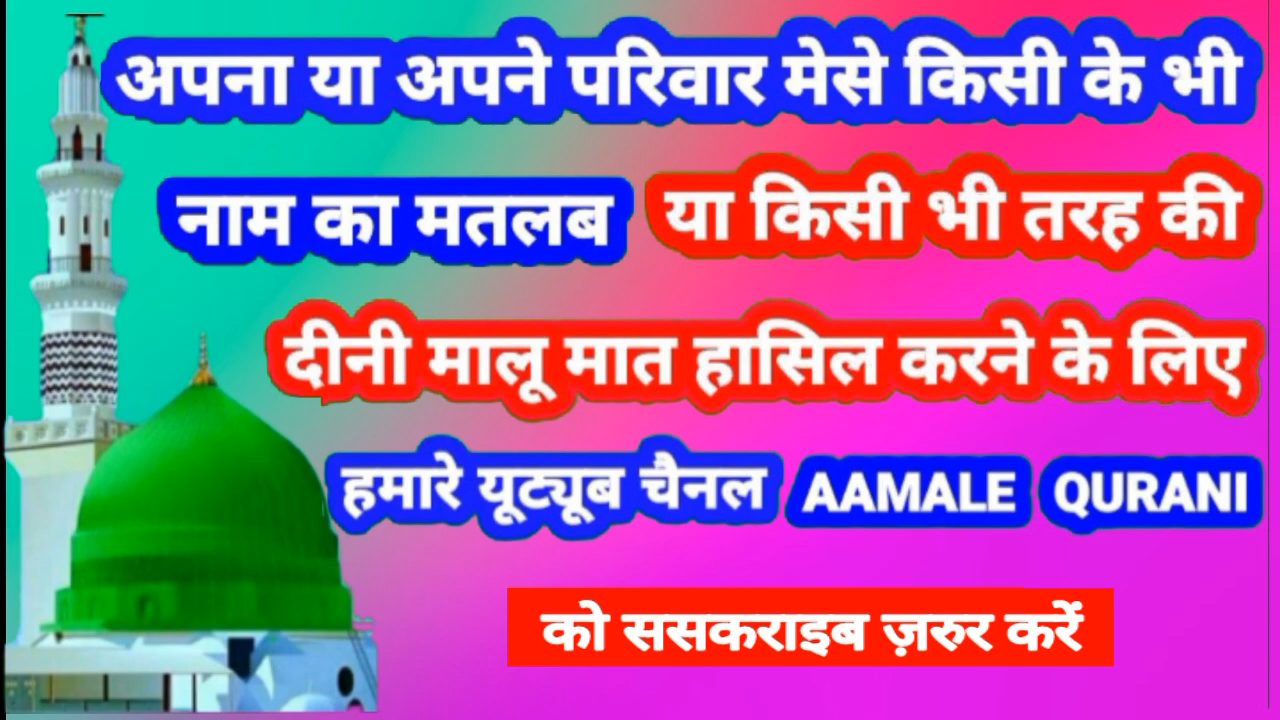 अपना या अपने परिवार मेसे किसी के भी
नाम का मतलब या किसी भी तरह की
दीनी मालू मात हासिल करने के लिए
हमारे यूट्यूब चैनल AAMALE QURANI
को ससकराइब ज़रुर करें